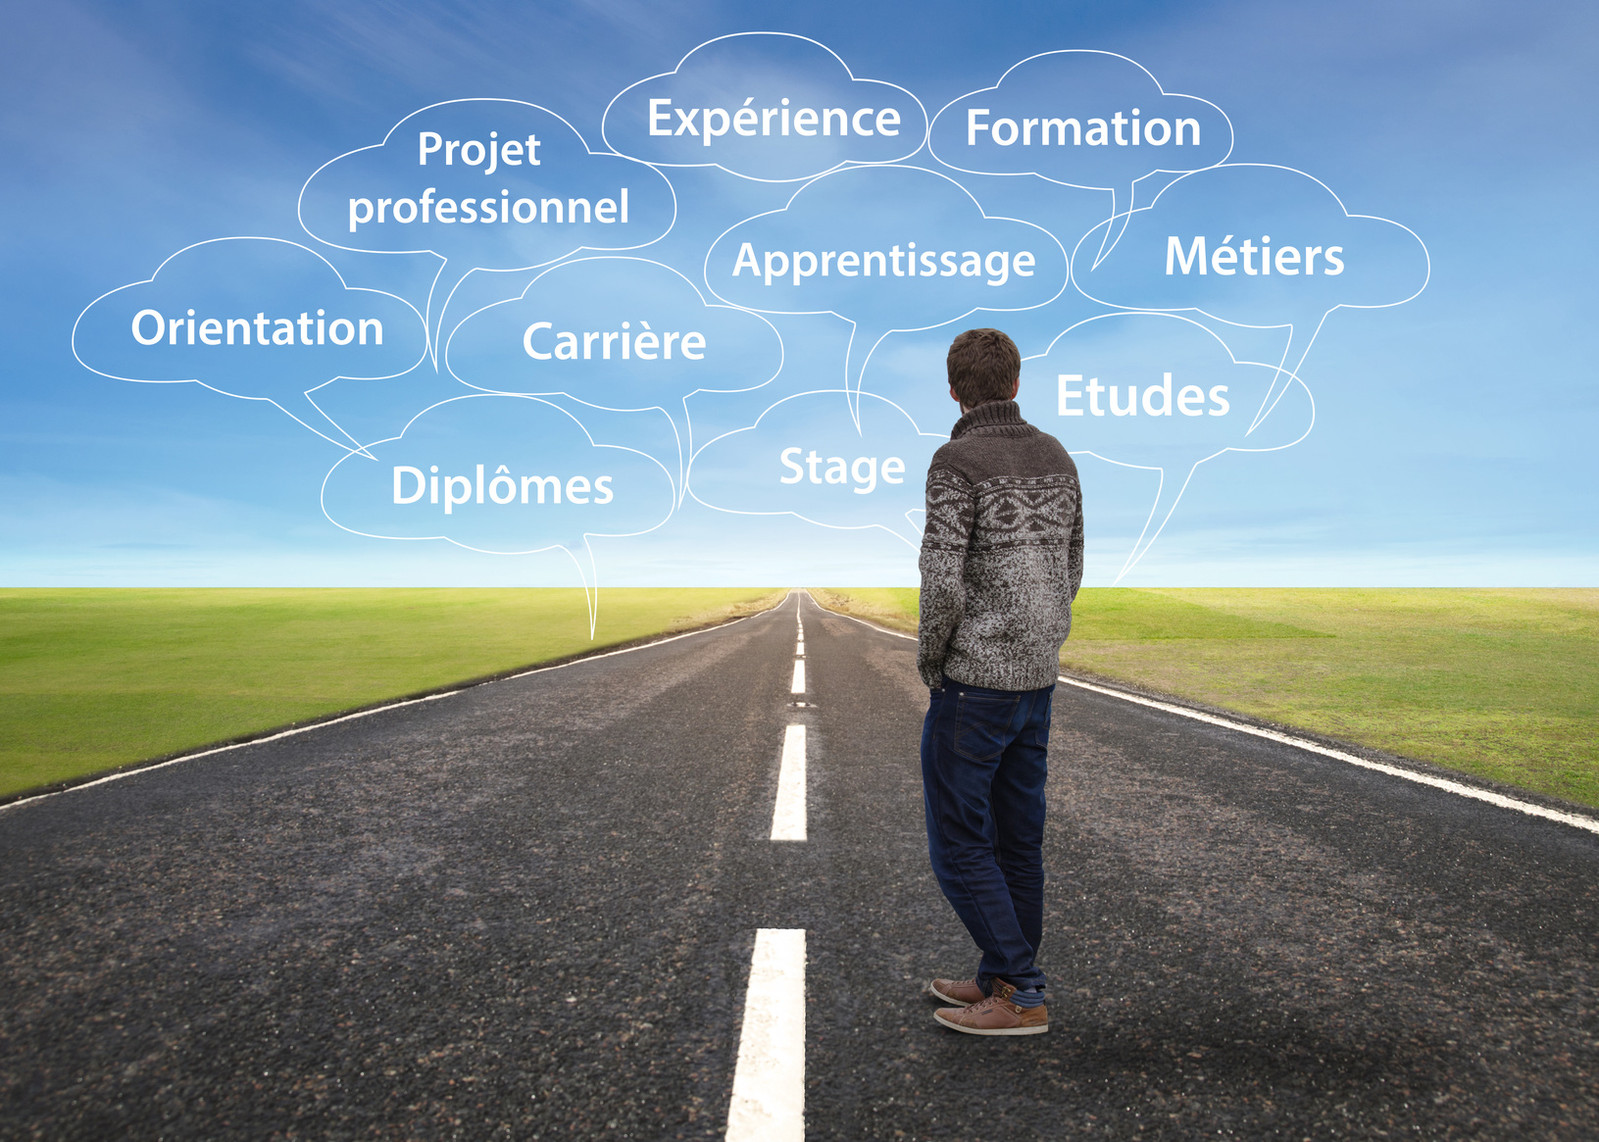 Expérience
Formation
Projet
professionnel
Apprentissage
Métiers
Orientation
Carrière
Etudes
Diplômes
Stage